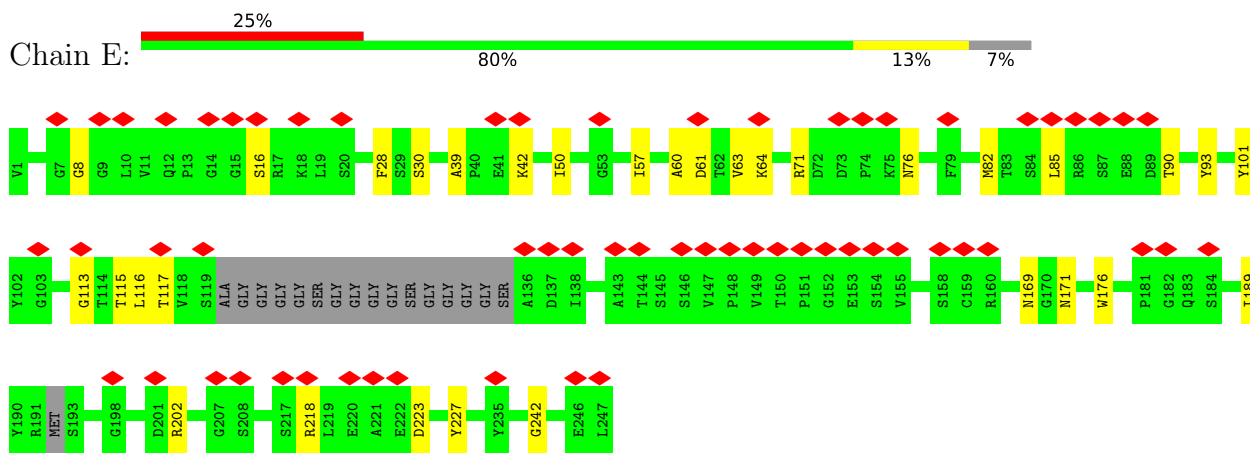 25%
Chain E:
80% 13% 7%
V1 G7 G8 G9 L10 V11 Q12 P13 G14 G15 S16 R17 K18 L19 S20 F28 S29 S30 A39 P40 E41 K42 I50 G53 I57 A60 D61 T62 V63 K64 R71 D72 D73 P74 K75 N76 F79 M82 T83 S84 L85 R86 S87 E88 D89 T90 Y93 Y101
Y102 G103 G113 T114 T115 L116 T117 V118 S119 ALA GLY GLY GLY GLY SER GLY GLY GLY GLY SER GLY GLY GLY GLY SER A136 D137 I138 A143 T144 S145 S146 V147 P148 V149 T150 P151 G152 E153 S154 V155 S158 C159 R160 N169 G170 N171 W176 P181 G182 Q183 S184 I189
Y190 R191 MET S193 G198 D201 R202 G207 S208 S217 R218 L219 E220 A221 E222 D223 Y227 Y235 G242 E246 L247